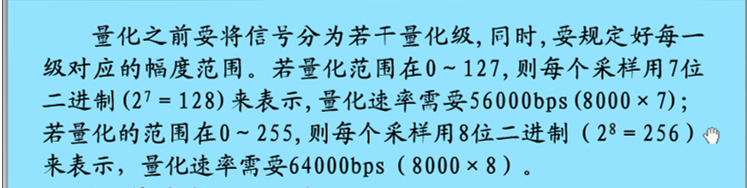 量化之前要将信号分为若干量化级,同时,要规定好每一
级对应的幅度范围。若量化范围在0~127,则每个采样用7位
二进制(2⁷=128)来表示,量化速率需要56000bps(8000×7);
若量化的范围在0~255,则每个采样用8位二进制(2⁸=256)
来表示，量化速率需要64000bps(8000×8)。